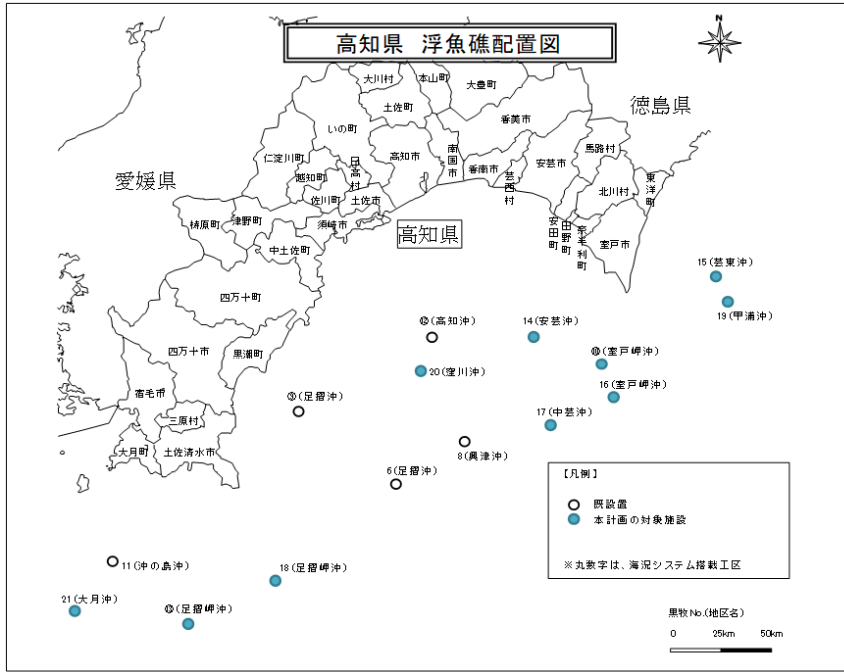 高知県 浮魚礁配置図
N
大川村
本山町
大豊町
土佐町
香美市
徳島県
いの町
高知市
南国市
馬路村
仁淀川町
日高村
香南市
芸西村
安芸市
愛媛県
越知町
北川村
東洋町
佐川町
土佐市
梼原町
津野町
須崎市
高知県
安田町
田野町
奈半利町
室戸市
中土佐町
15(芸東沖)
四万十町
19(甲浦沖)
⑫(高知沖)
14(安芸沖)
四万十市
黒潮町
⑩(室戸岬沖)
20(窪川沖)
宿毛市
③(足摺沖)
16(室戸岬沖)
三原村
17(中芸沖)
大月町
土佐清水市
8(興津沖)
6(足摺沖)
【凡例】
既設置
本計画の対象施設
11(沖の島沖)
18(足摺岬沖)
※丸数字は、海況システム搭載工区
21(大月沖)
⑬(足摺岬沖)
黒牧No.(地区名)
0 25km 50km